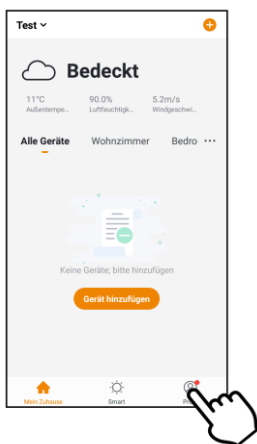 Test
Bedeckt
11°C 90.0% 5.2m/s
Außentempe... Luftfeuchtigk... Windgeschwi...
Alle Geräte Wohnzimmer Bedro ...
Keine Geräte, bitte hinzufügen
Gerät hinzufügen
Mein Zuhause Smart